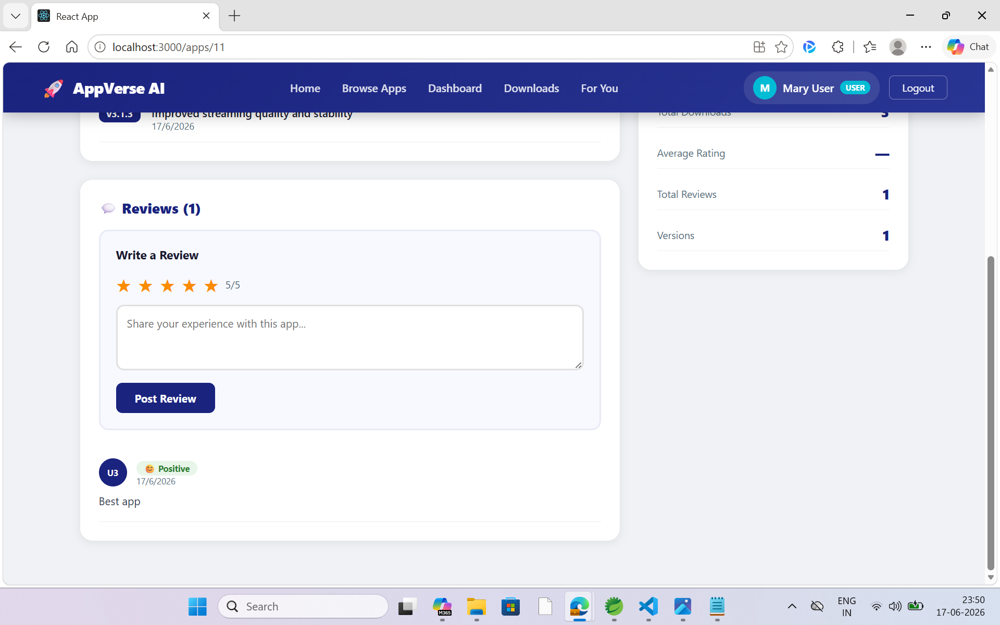 React App
localhost:3000/apps/11
Chat
AppVerse AI
Home
Browse Apps
Dashboard
Downloads
For You
M
Mary User
USER
Logout
v3.1.3
Improved streaming quality and stability
17/6/2026
Total Downloads
3
Average Rating
—
Total Reviews
1
Versions
1
Reviews (1)
Write a Review
★ ★ ★ ★ ★ 5/5
Share your experience with this app...
Post Review
U3
😊 Positive
17/6/2026
Best app
Search
M365
ENG
IN
23:50
17-06-2026